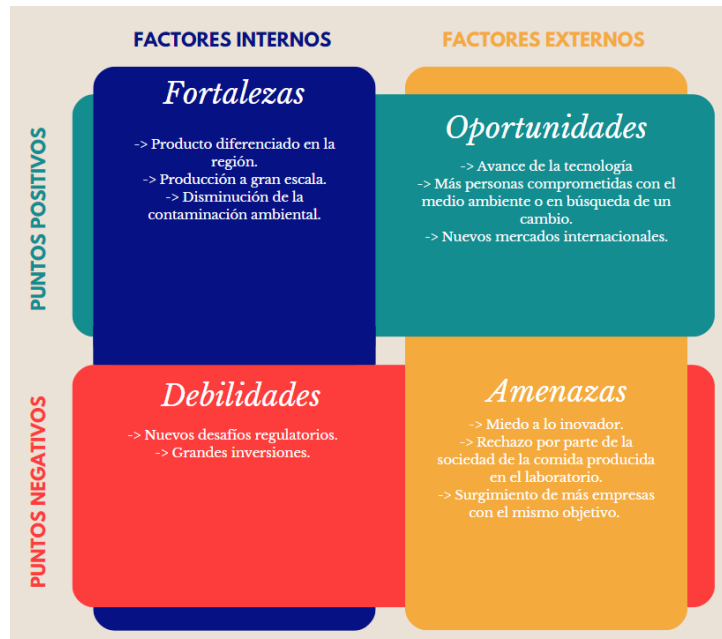 FACTORES INTERNOS
FACTORES EXTERNOS
PUNTOS POSITIVOS
Fortalezas
-> Producto diferenciado en la
región.
-> Producción a gran escala.
-> Disminución de la
contaminación ambiental.
Oportunidades
-> Avance de la tecnología
-> Más personas comprometidas con el
medio ambiente o en búsqueda de un
cambio.
-> Nuevos mercados internacionales.
PUNTOS NEGATIVOS
Debilidades
-> Nuevos desafíos regulatorios.
-> Grandes inversiones.
Amenazas
-> Miedo a lo inovador.
-> Rechazo por parte de la
sociedad de la comida producida
en el laboratorio.
-> Surgimiento de más empresas
con el mismo objetivo.